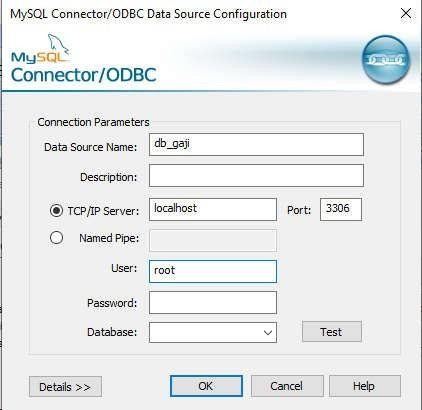 MySQL Connector/ODBC Data Source Configuration
MySQL
Connector/ODBC
Connection Parameters
Data Source Name: db_gaji
Description:
TCP/IP Server: localhost Port: 3306
Named Pipe:
User: root
Password:
Database: Test
Details >> OK Cancel Help